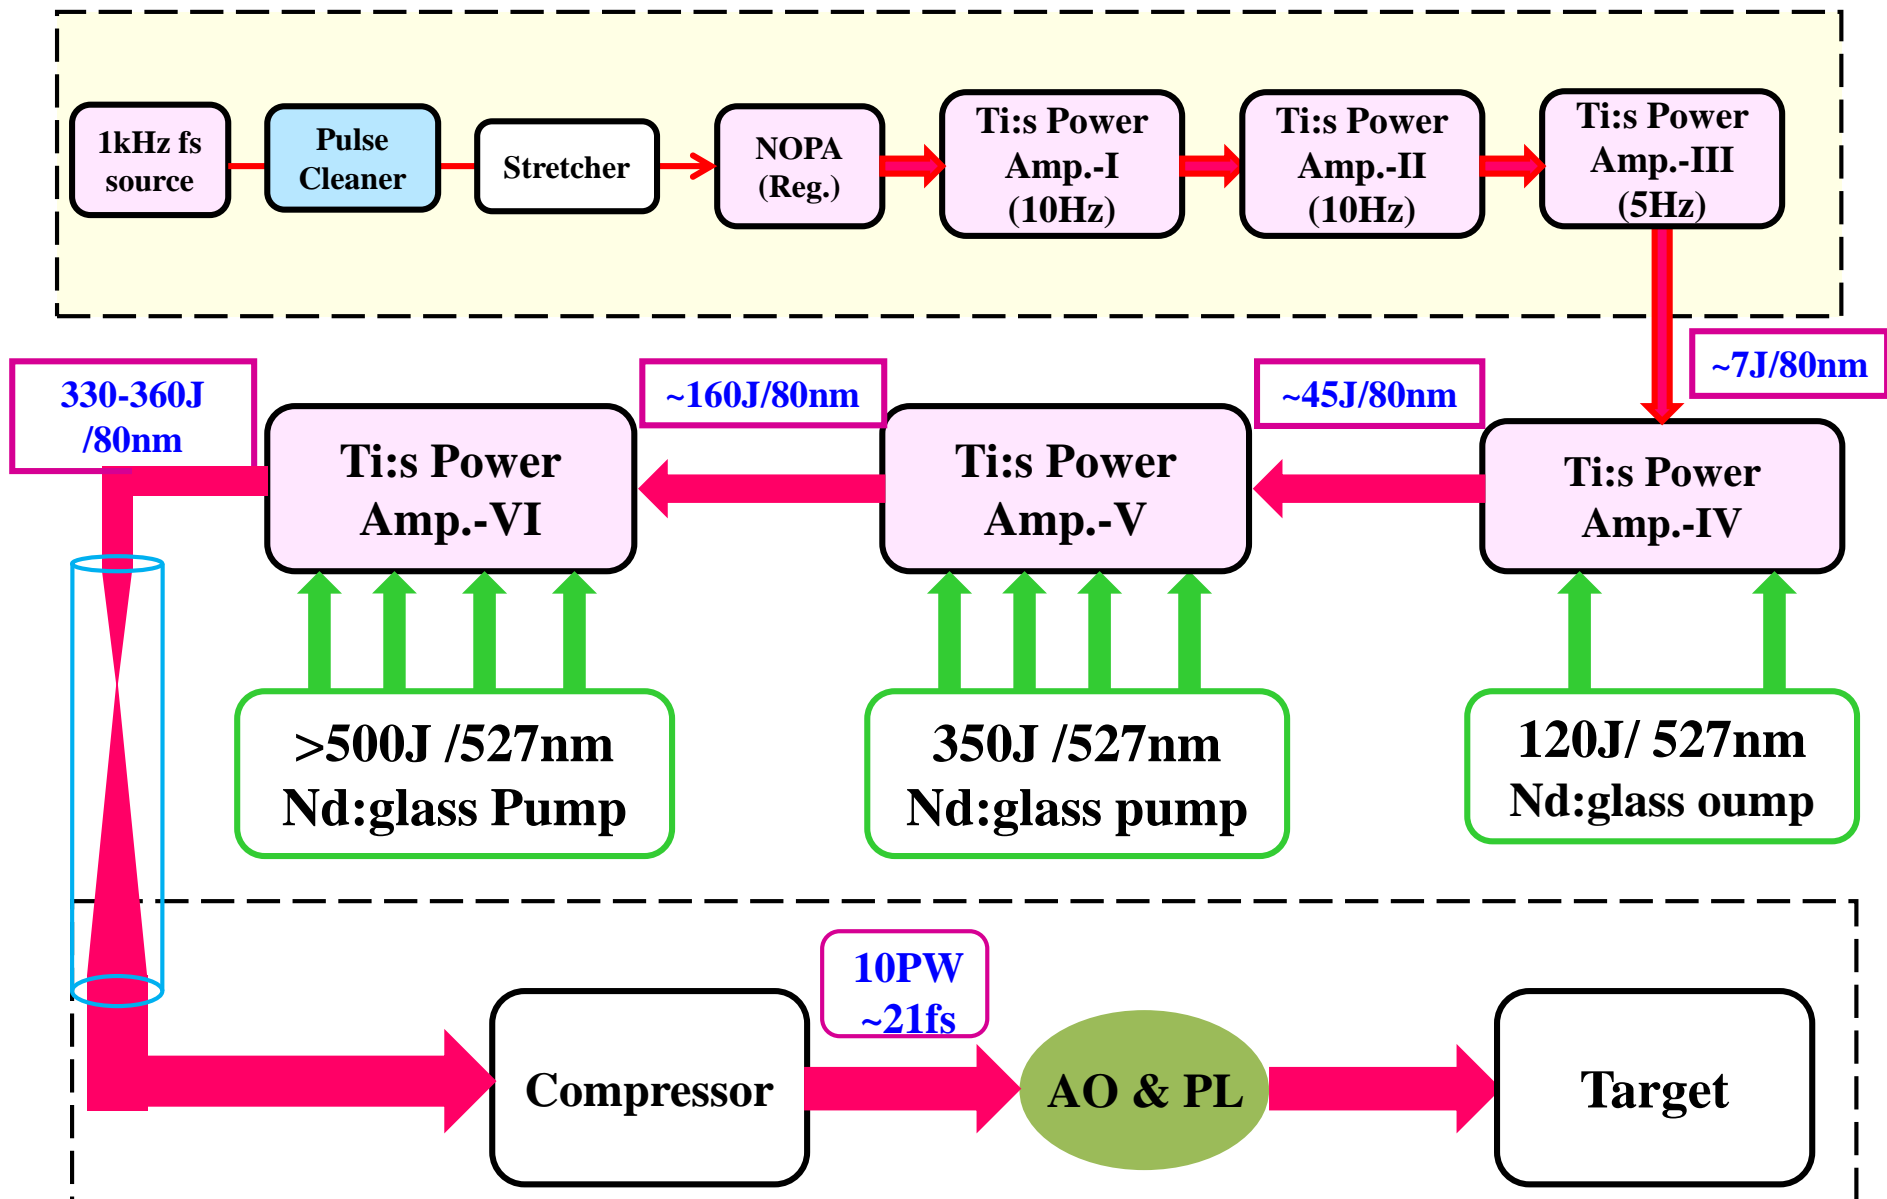 1kHz fs
source
Pulse
Cleaner
Stretcher
NOPA
(Reg.)
Ti:s Power
Amp.-I
(10Hz)
Ti:s Power
Amp.-II
(10Hz)
Ti:s Power
Amp.-III
(5Hz)
330-360J
/80nm
~160J/80nm
~45J/80nm
~7J/80nm
Ti:s Power
Amp.-VI
Ti:s Power
Amp.-V
Ti:s Power
Amp.-IV
>500J /527nm
Nd:glass Pump
350J /527nm
Nd:glass pump
120J/ 527nm
Nd:glass oump
10PW
~21fs
Compressor
AO & PL
Target